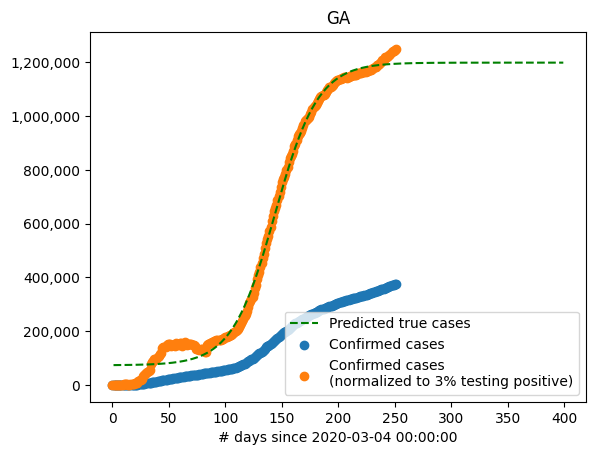 GA
1,200,000
1,000,000
800,000
600,000
400,000
200,000
0
Predicted true cases
Confirmed cases
Confirmed cases
(normalized to 3% testing positive)
0 50 100 150 200 250 300 350 400
# days since 2020-03-04 00:00:00